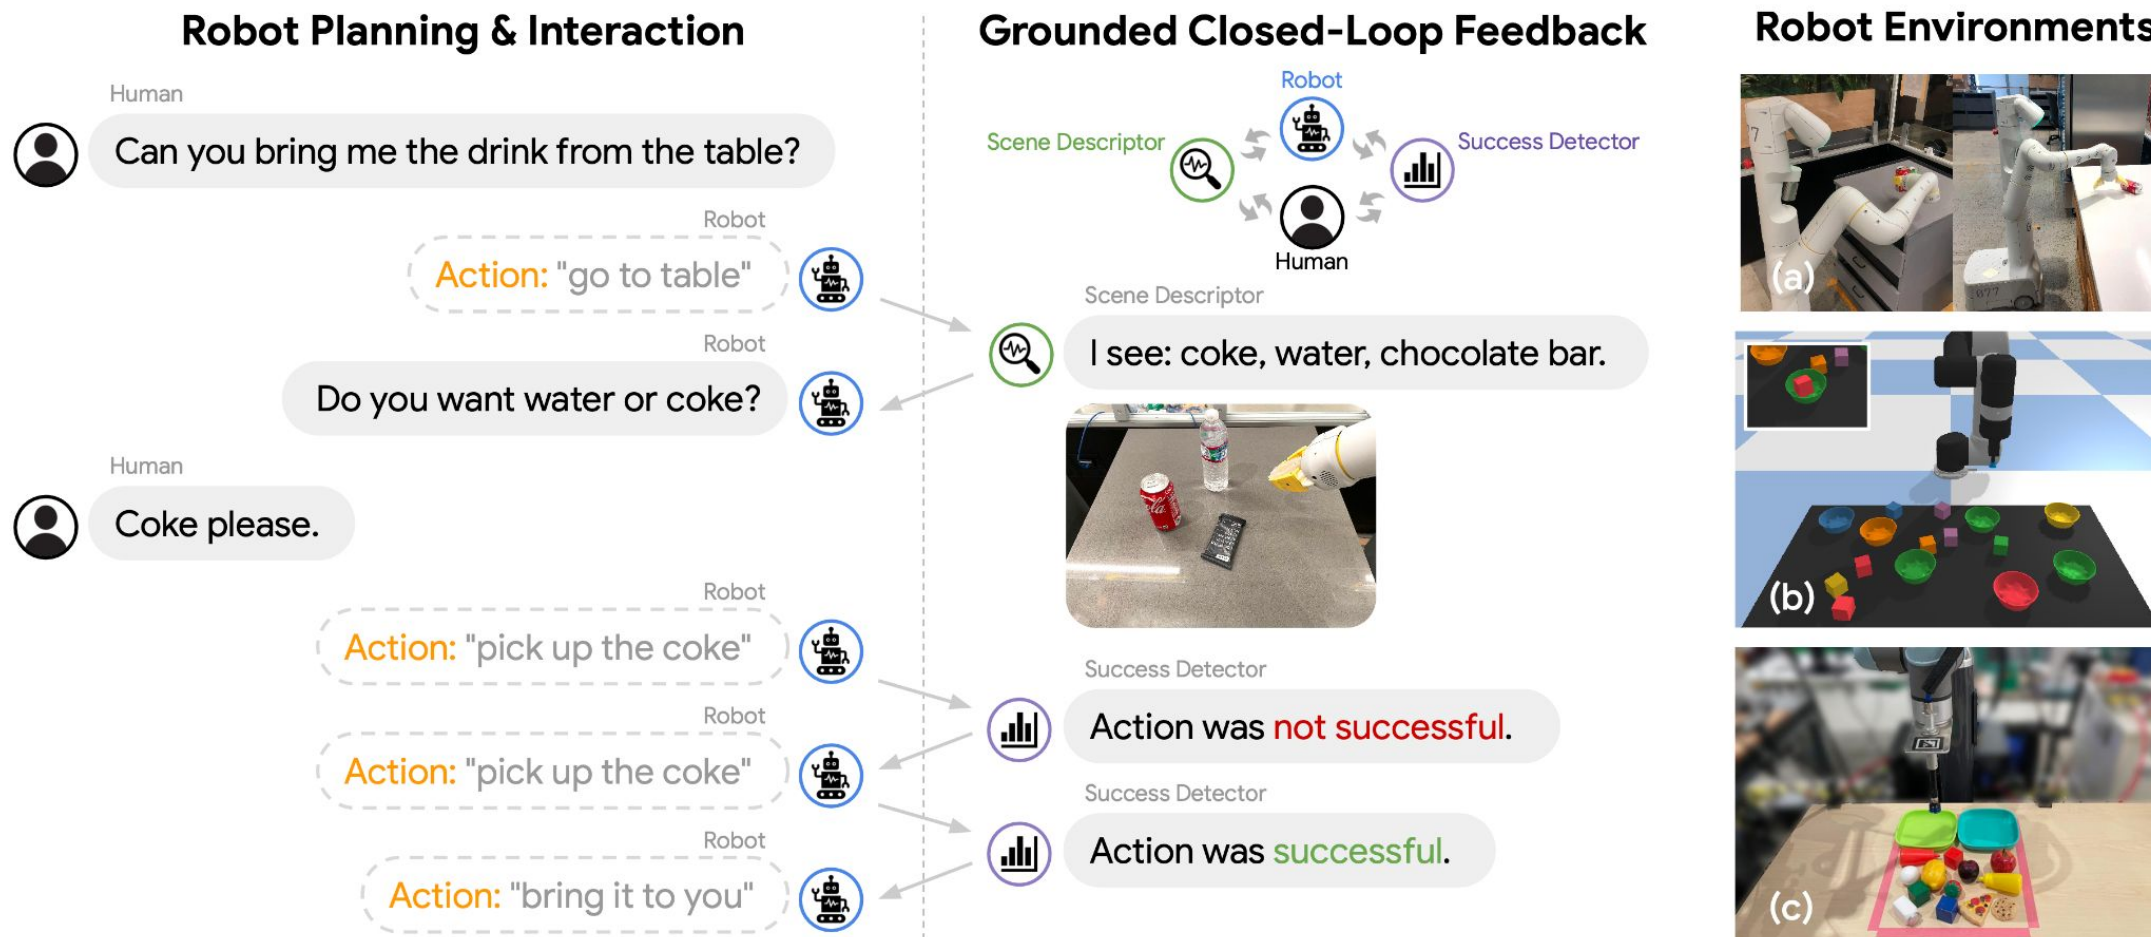 Robot Planning & Interaction
Human
Can you bring me the drink from the table?
Robot
Action: "go to table"
Robot
Do you want water or coke?
Human
Coke please.
Robot
Action: "pick up the coke"
Robot
Action: "pick up the coke"
Robot
Action: "bring it to you"
Grounded Closed-Loop Feedback
Robot
Scene Descriptor
Success Detector
Human
Scene Descriptor
I see: coke, water, chocolate bar.
Success Detector
Action was not successful.
Success Detector
Action was successful.
Robot Environments
(a)
(b)
(c)